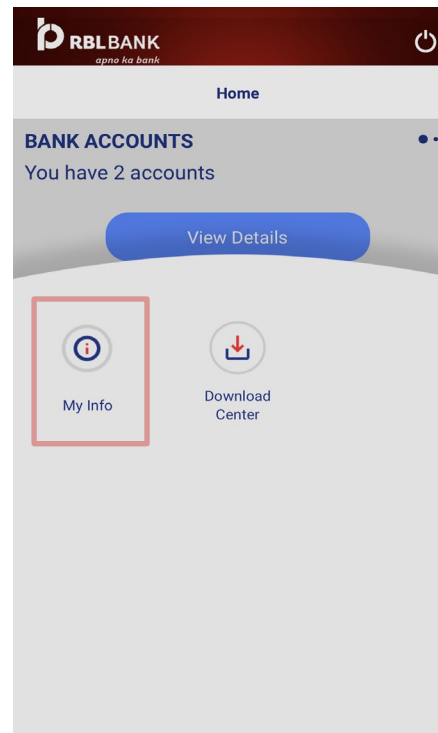 RBLBANK
apno ka bank
Home
BANK ACCOUNTS
You have 2 accounts
View Details
My Info
Download
Center